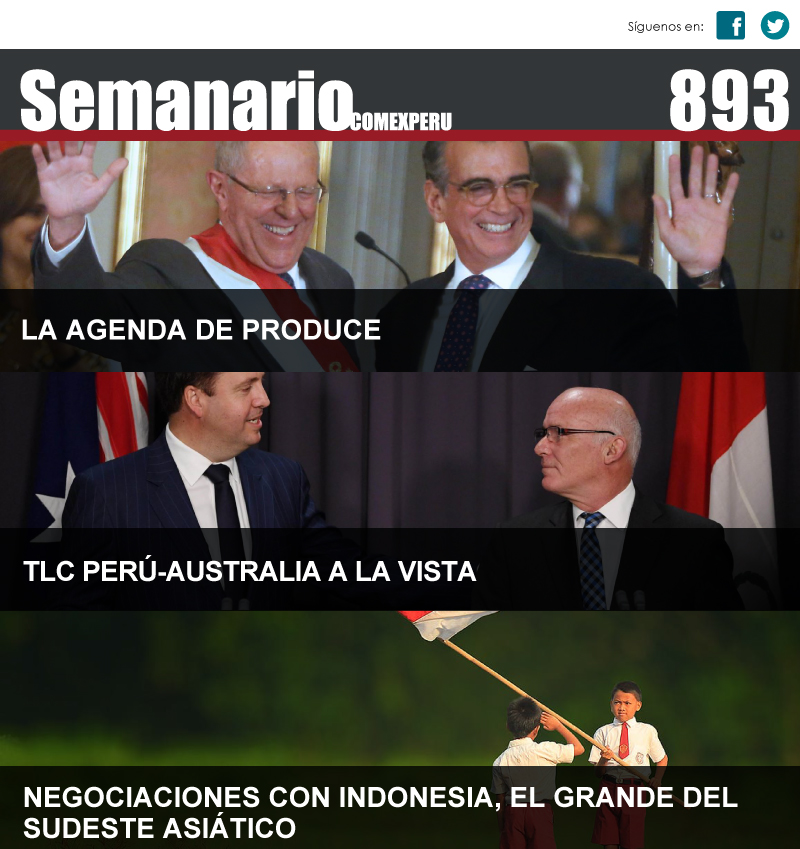 Síguenos en:
Semanario COMEXPERU
893
LA AGENDA DE PRODUCE
TLC PERÚ-AUSTRALIA A LA VISTA
NEGOCIACIONES CON INDONESIA, EL GRANDE DEL
SUDESTE ASIÁTICO